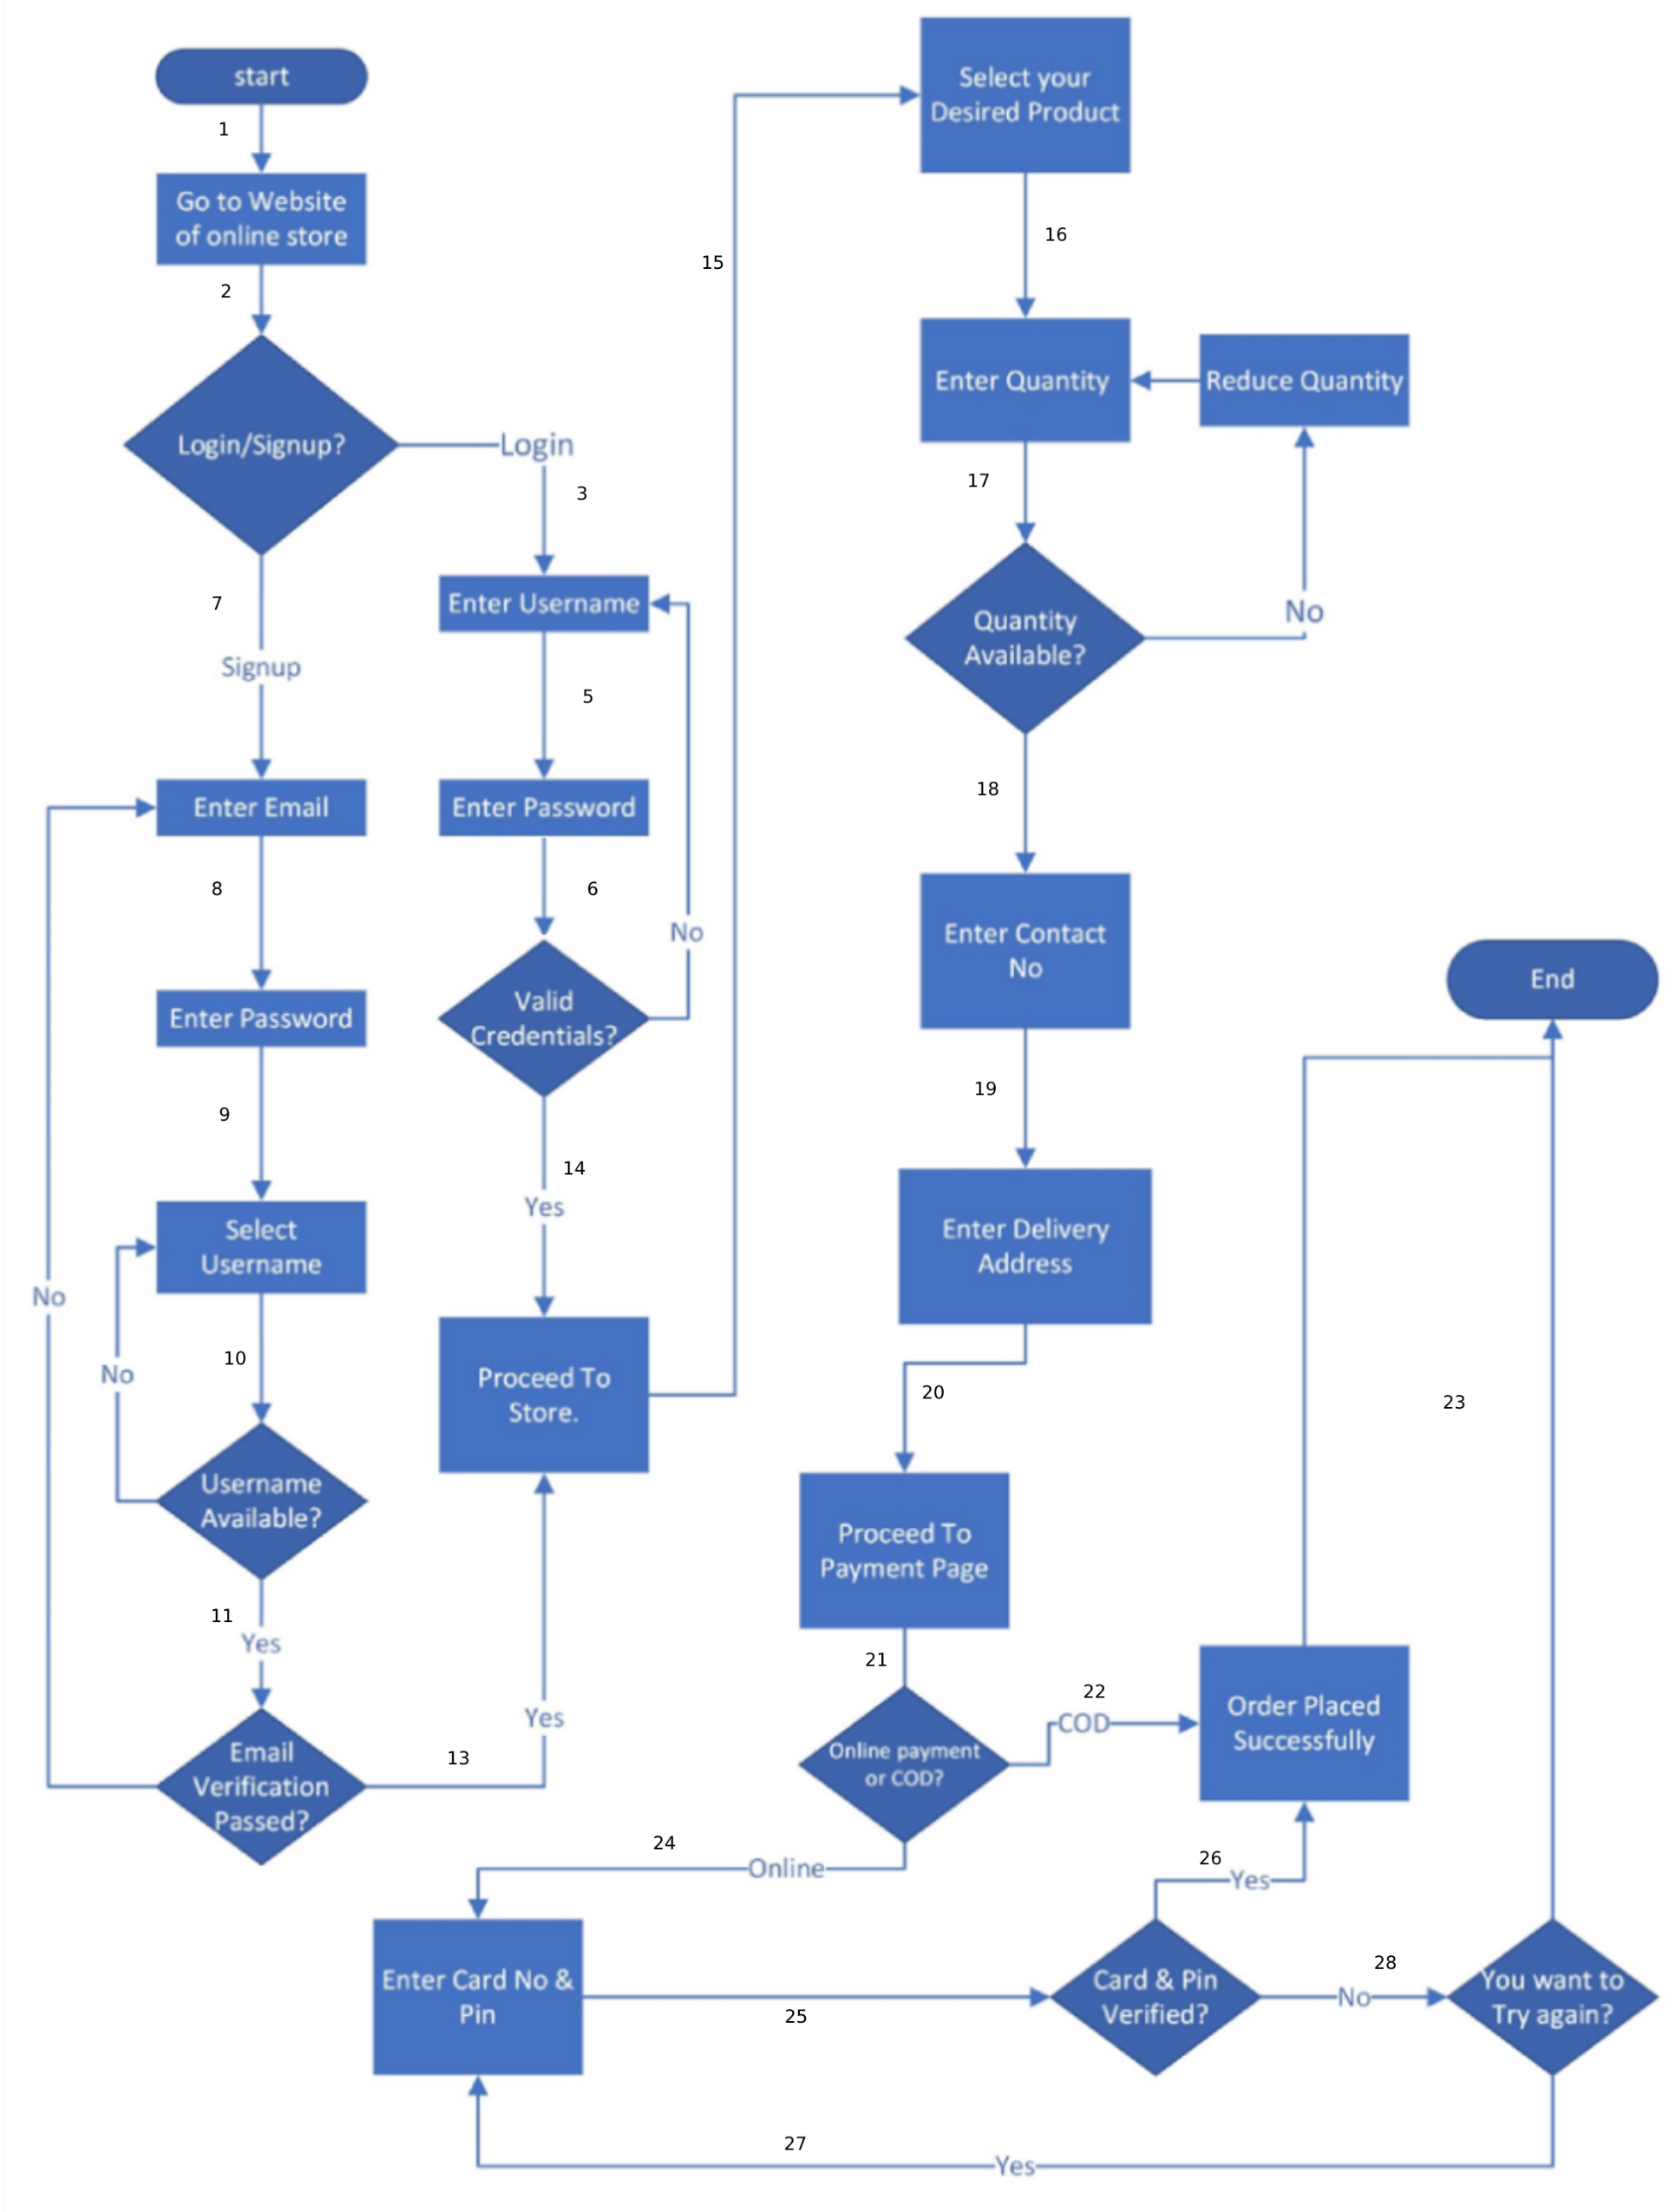 start
1
Go to Website
of online store
2
Login/Signup?
Login
3
7
Signup
Enter Username
5
Enter Email
Enter Password
8
6
No
Enter Password
Valid
Credentials?
9
14
Yes
Select
Username
No
10
No
Proceed To
Store.
Username
Available?
11
Yes
Email
Verification
Passed?
13
Yes
15
Select your
Desired Product
16
Enter Quantity
Reduce Quantity
17
Quantity
Available?
No
18
Enter Contact
No
19
Enter Delivery
Address
20
Proceed To
Payment Page
21
Online payment
or COD?
22
COD
Order Placed
Successfully
23
End
24
Online
Enter Card No &
Pin
25
26
Yes
Card & Pin
Verified?
28
No
You want to
Try again?
27
Yes